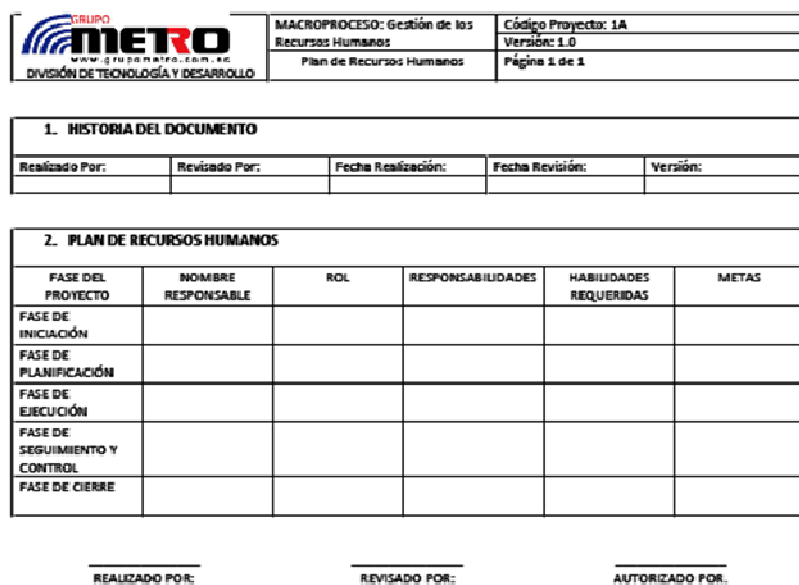 GRUPO
METRO
www.grupometro.com.ec
DIVISIÓN DE TECNOLOGÍA Y DESARROLLO
MACROPROCESO: Gestión de los
Recursos Humanos
Plan de Recursos Humanos
Código Proyecto: 1A
Versión: 1.0
Página 1 de 1
1. HISTORIA DEL DOCUMENTO
Realizado Por: Revisado Por: Fecha Realización: Fecha Revisión: Versión:
2. PLAN DE RECURSOS HUMANOS
FASE DEL
PROYECTO
NOMBRE
RESPONSABLE
ROL
RESPONSABILIDADES
HABILIDADES
REQUERIDAS
METAS
FASE DE
INICIACIÓN
FASE DE
PLANIFICACIÓN
FASE DE
EJECUCIÓN
FASE DE
SEGUIMIENTO Y
CONTROL
FASE DE CIERRE
REALIZADO POR: REVISADO POR: AUTORIZADO POR.